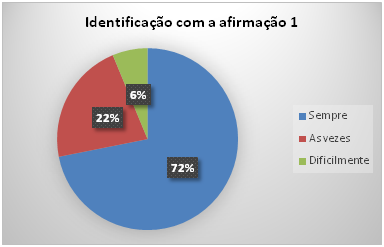 Identificação com a afirmação 1
6%
22%
72%
Sempre
As vezes
Dificilmente